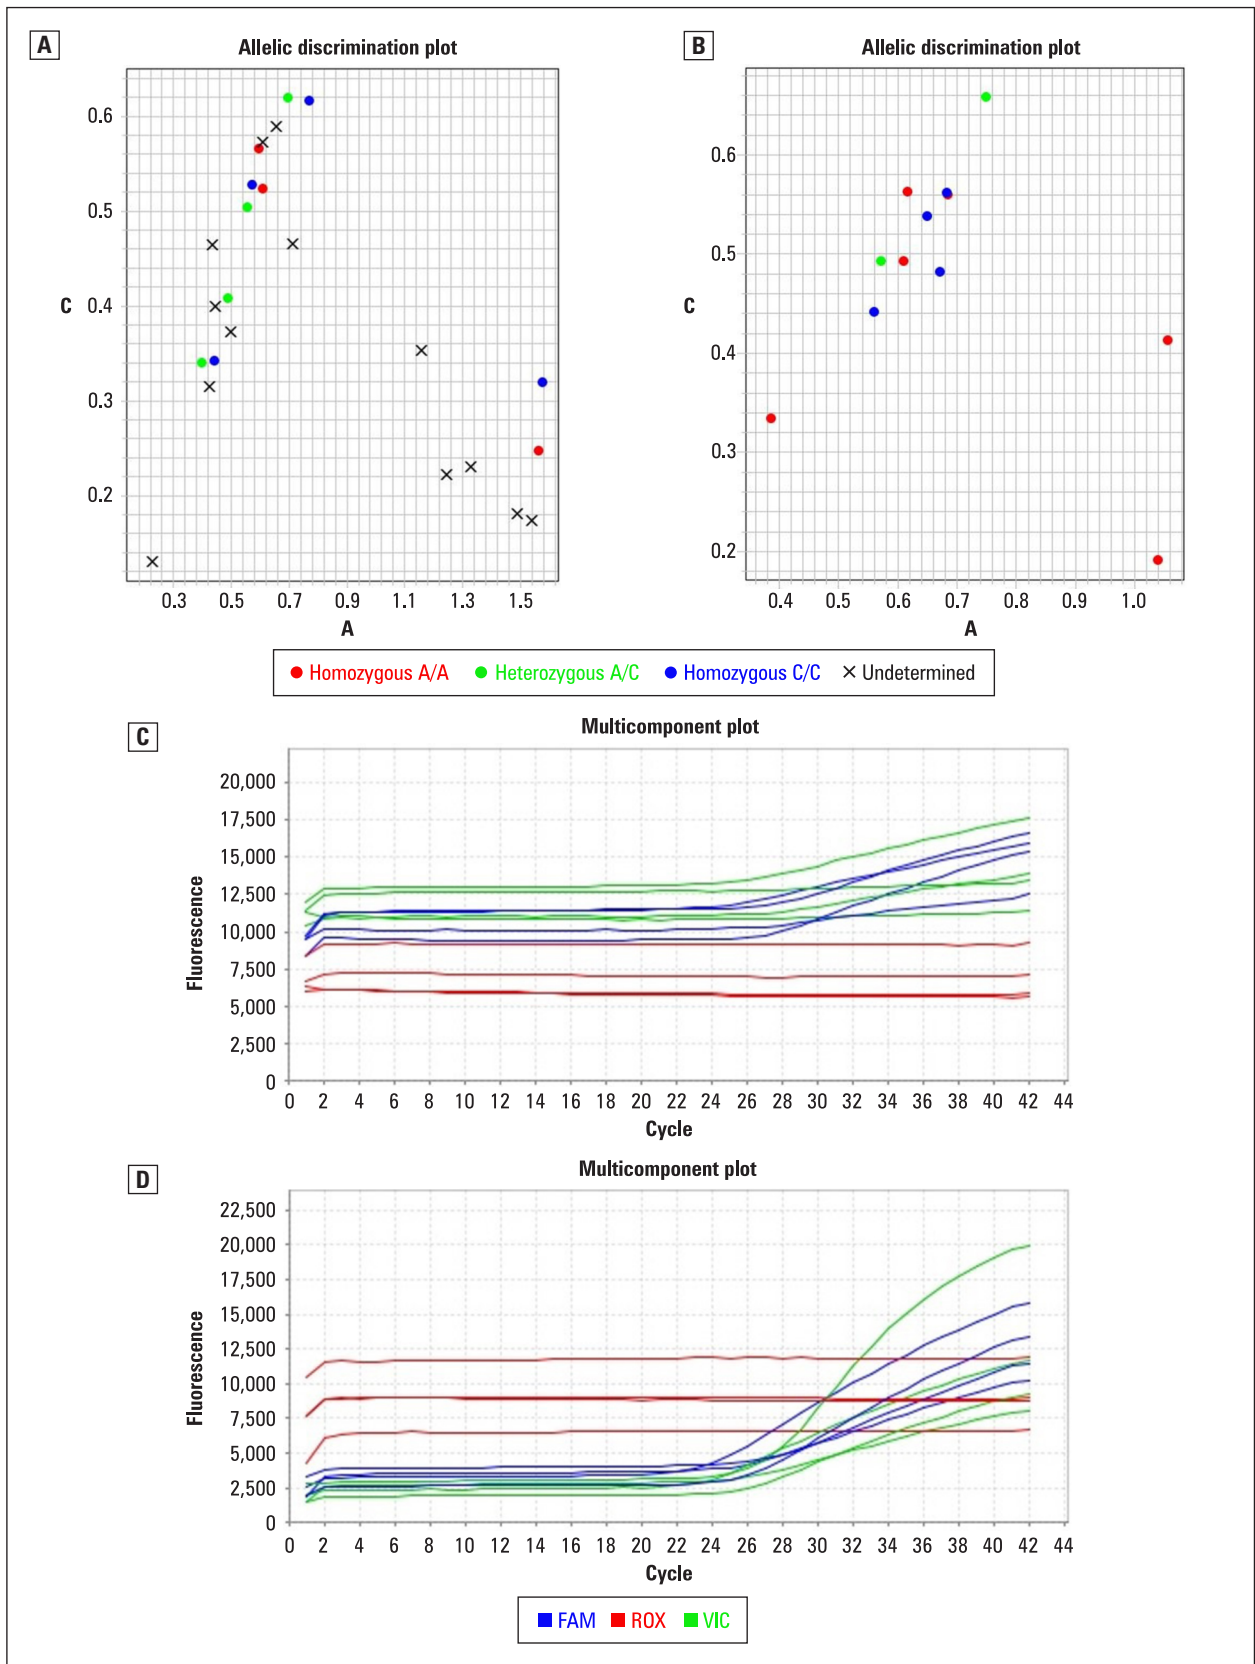 A
Allelic discrimination plot
0.6
0.5
C 0.4
0.3
0.2
0.3 0.5 0.7 0.9 1.1 1.3 1.5
A
B
Allelic discrimination plot
0.6
0.5
C
0.4
0.3
0.2
0.4 0.5 0.6 0.7 0.8 0.9 1.0
A
Homozygous A/A Heterozygous A/C Homozygous C/C Undetermined
C
Multicomponent plot
20,000
17,500
15,000
12,500
10,000
7,500
5,000
2,500
0
Fluorescence
0 2 4 6 8 10 12 14 16 18 20 22 24 26 28 30 32 34 36 38 40 42 44
Cycle
D
Multicomponent plot
22,500
20,000
17,500
15,000
12,500
10,000
7,500
5,000
2,500
0
Fluorescence
0 2 4 6 8 10 12 14 16 18 20 22 24 26 28 30 32 34 36 38 40 42 44
Cycle
FAM ROX VIC